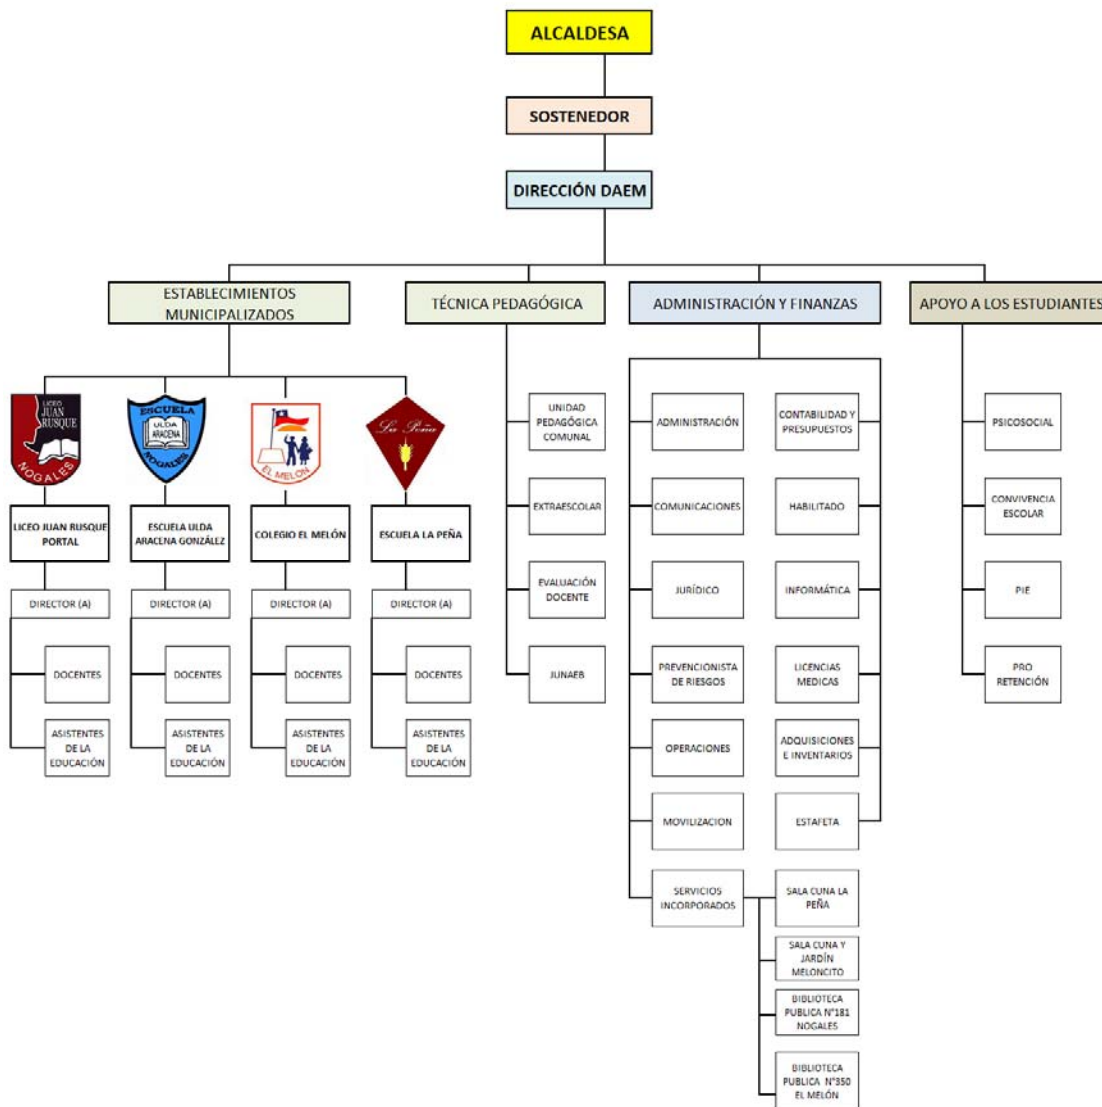 ALCALDESA
SOSTENEDOR
DIRECCIÓN DAEM
ESTABLECIMIENTOS
MUNICIPALIZADOS
TÉCNICA PEDAGÓGICA
ADMINISTRACIÓN Y FINANZAS
APOYO A LOS ESTUDIANTES
LICEO
JUAN
RUSQUE
NOGALES
ESCUELA
ULDA
ARACENA
NOGALES
EL MELÓN
La Peña
LICEO JUAN RUSQUE
PORTAL
ESCUELA ULDA
ARACENA GONZÁLEZ
COLEGIO EL MELÓN
ESCUELA LA PEÑA
DIRECTOR (A)
DIRECTOR (A)
DIRECTOR (A)
DIRECTOR (A)
DOCENTES
DOCENTES
DOCENTES
DOCENTES
ASISTENTES
DE LA
EDUCACIÓN
ASISTENTES
DE LA
EDUCACIÓN
ASISTENTES
DE LA
EDUCACIÓN
ASISTENTES
DE LA
EDUCACIÓN
UNIDAD
PEDAGÓGICA
COMUNAL
EXTRAESCOLAR
EVALUACIÓN
DOCENTE
JUNAEB
ADMINISTRACIÓN
COMUNICACIONES
JURÍDICO
PREVENCIONISTA
DE RIESGOS
OPERACIONES
MOVILIZACION
SERVICIOS
INCORPORADOS
CONTABILIDAD Y
PRESUPUESTOS
HABILITADO
INFORMÁTICA
LICENCIAS
MEDICAS
ADQUISICIONES
E INVENTARIOS
ESTAFETA
SALA CUNA LA
PEÑA
SALA CUNA Y
JARDÍN
MELONCITO
BIBLIOTECA
PUBLICA N°181
NOGALES
BIBLIOTECA
PUBLICA N°350
EL MELÓN
PSICOSOCIAL
CONVIVENCIA
ESCOLAR
PIE
PRO
RETENCIÓN